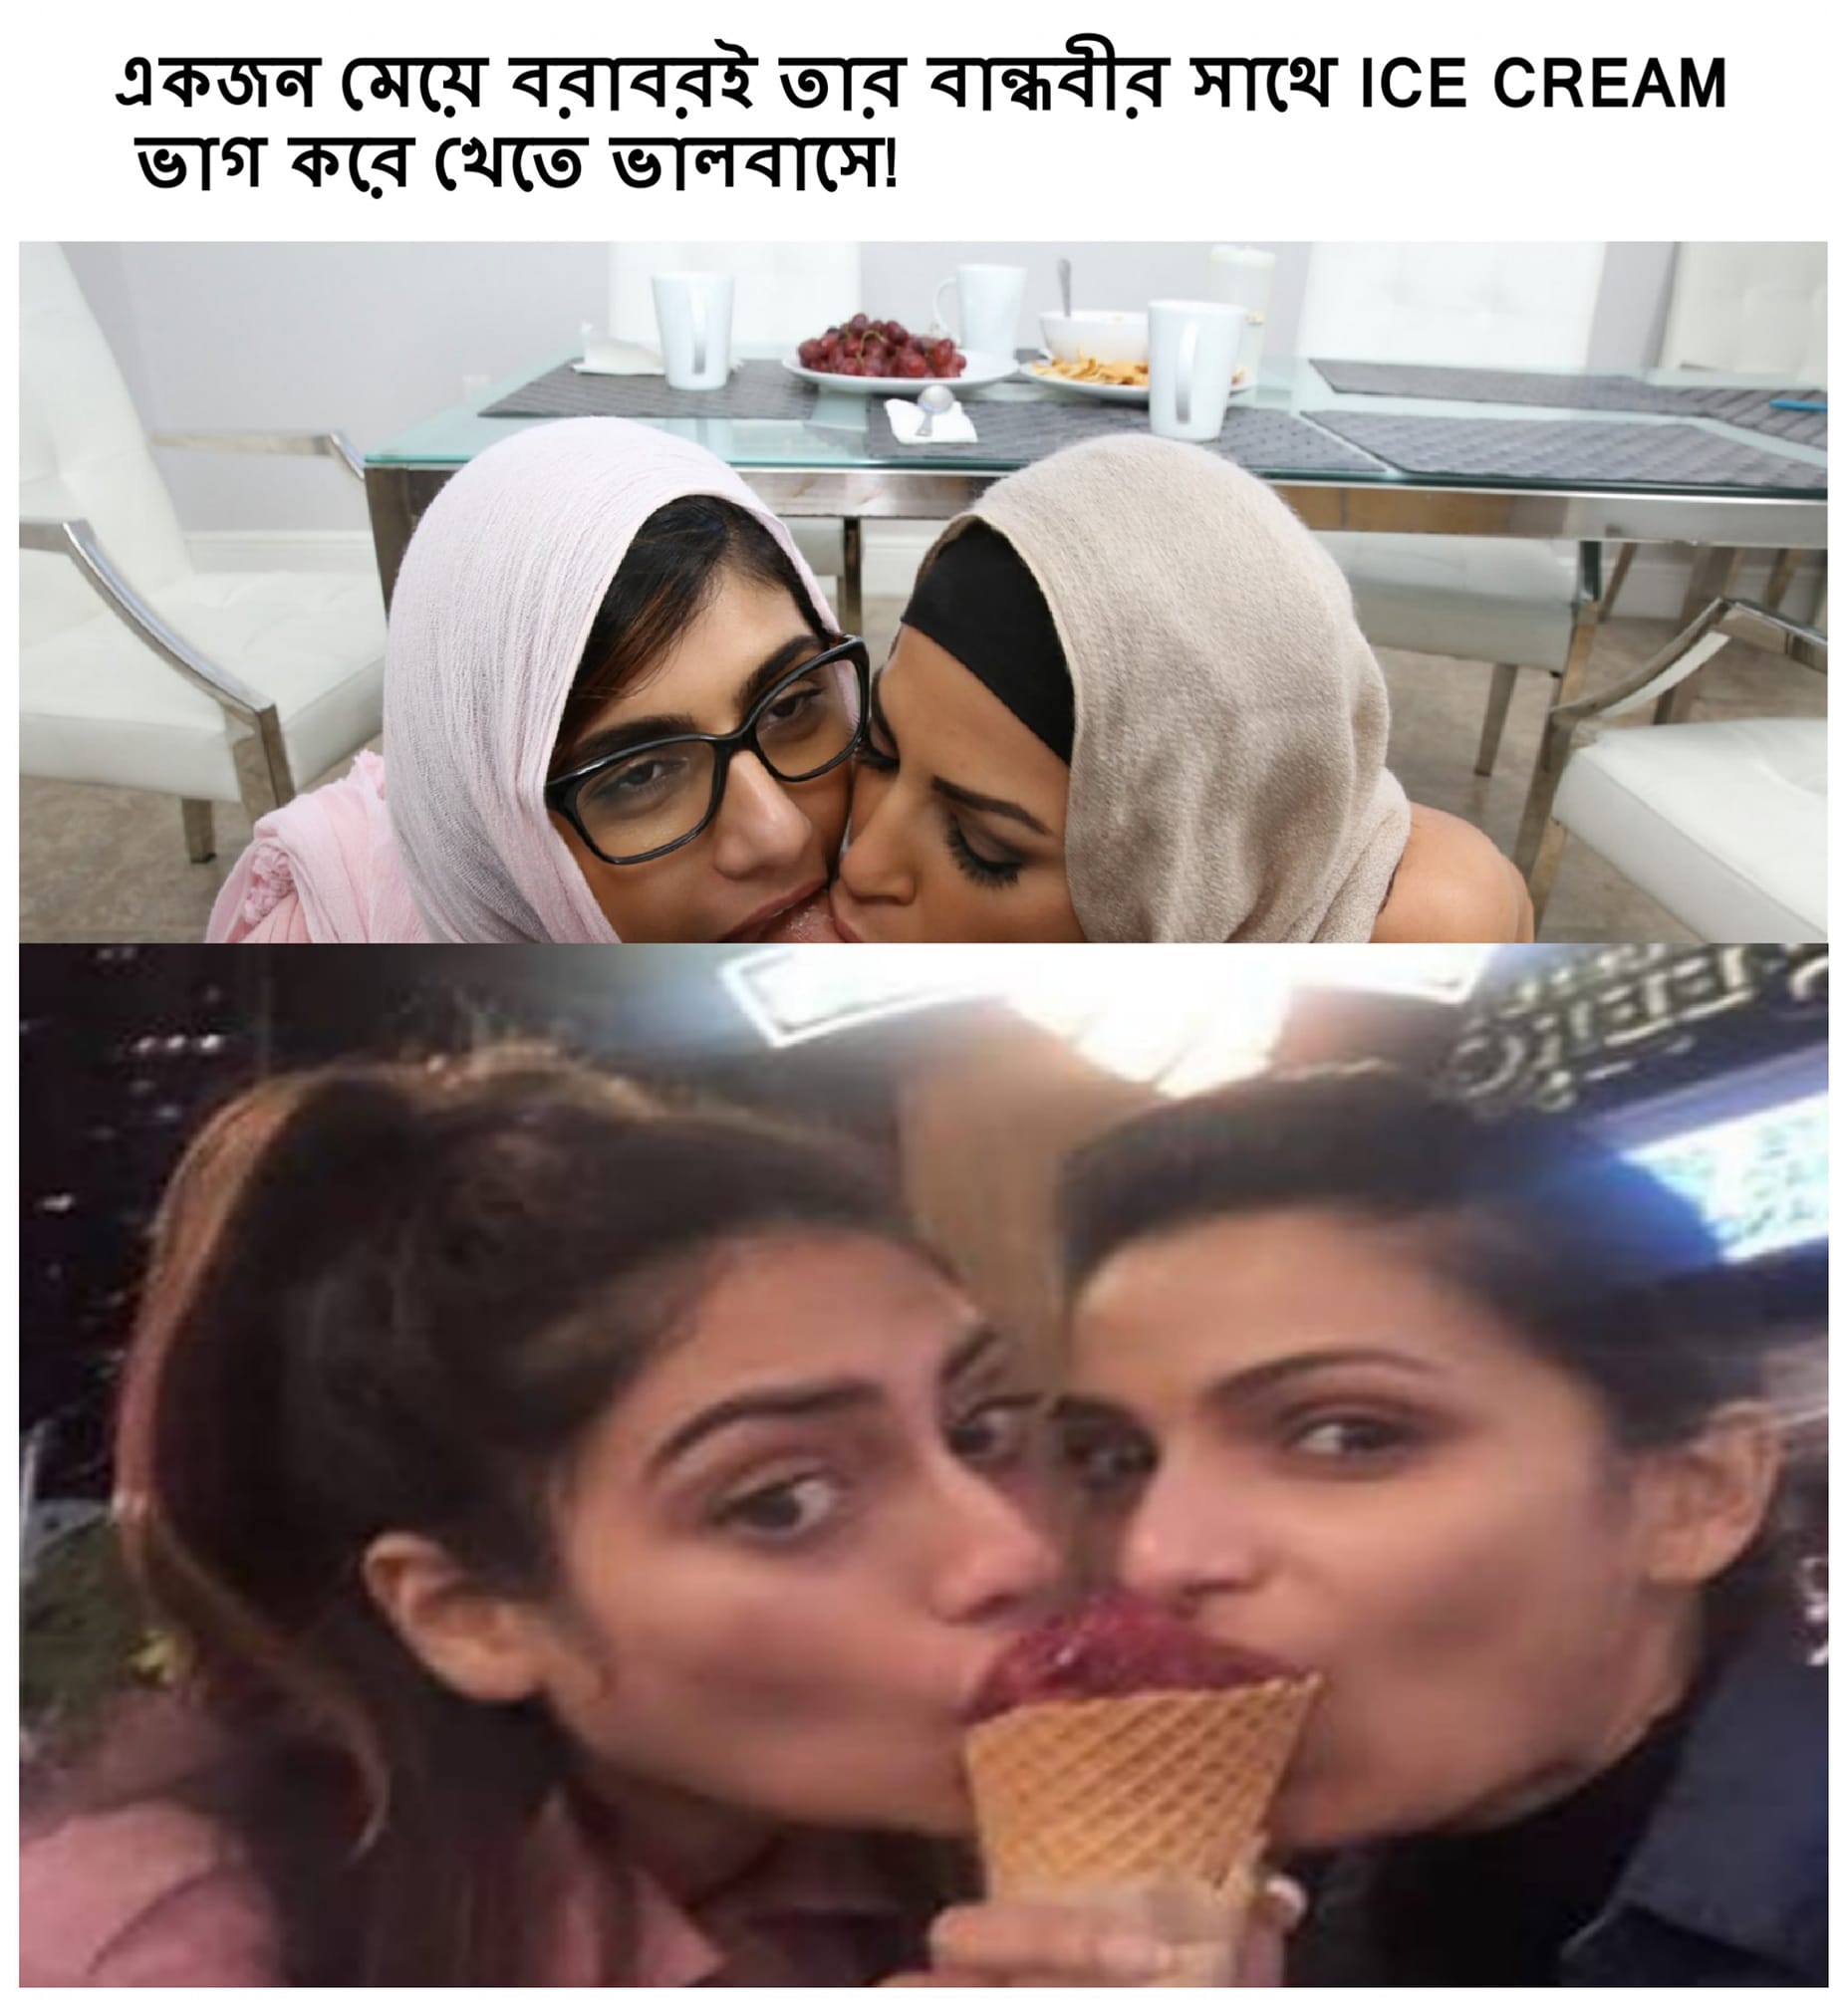 একজন মেয়ে বরাবরই তার বান্ধবীর সাথে ICE CREAM
ভাগ করে খেতে ভালবাসে!